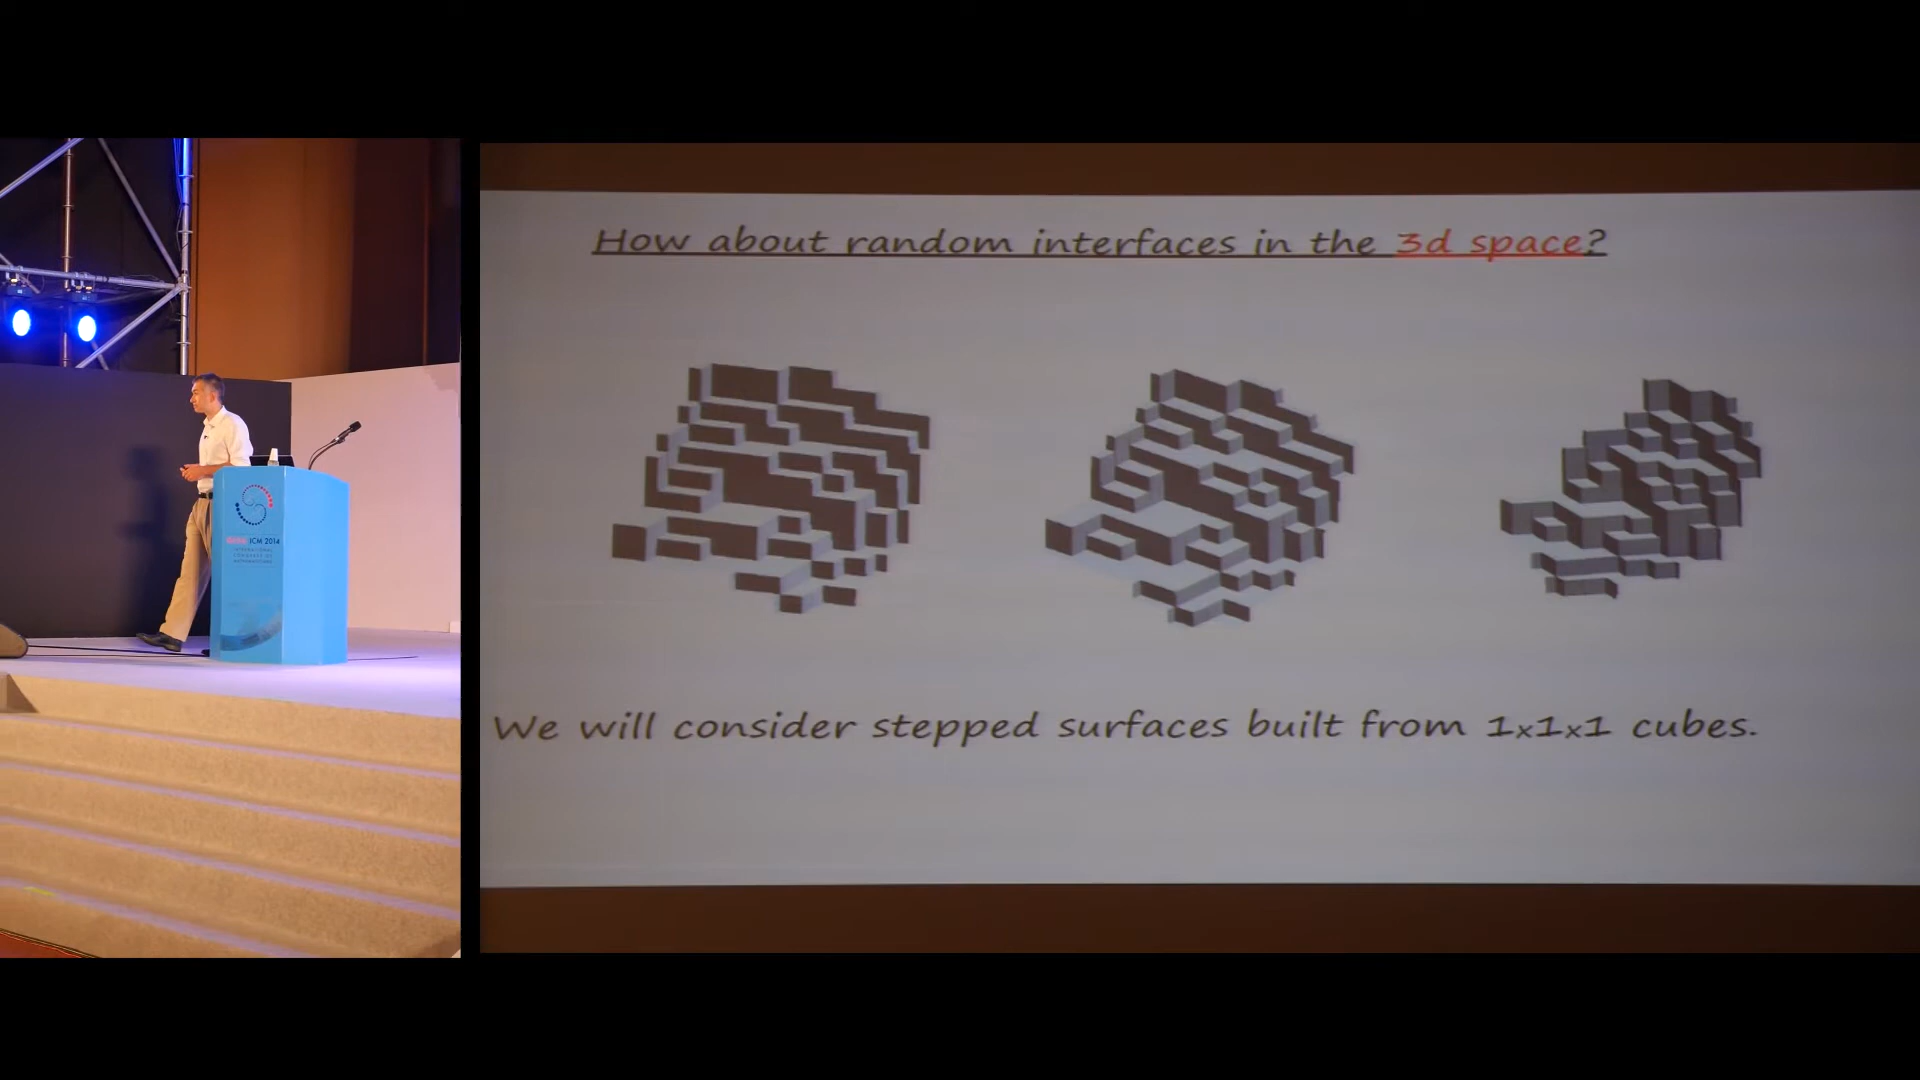 How about random interfaces in the 3d space?
We will consider stepped surfaces built from 1x1x1 cubes.
ICM 2014